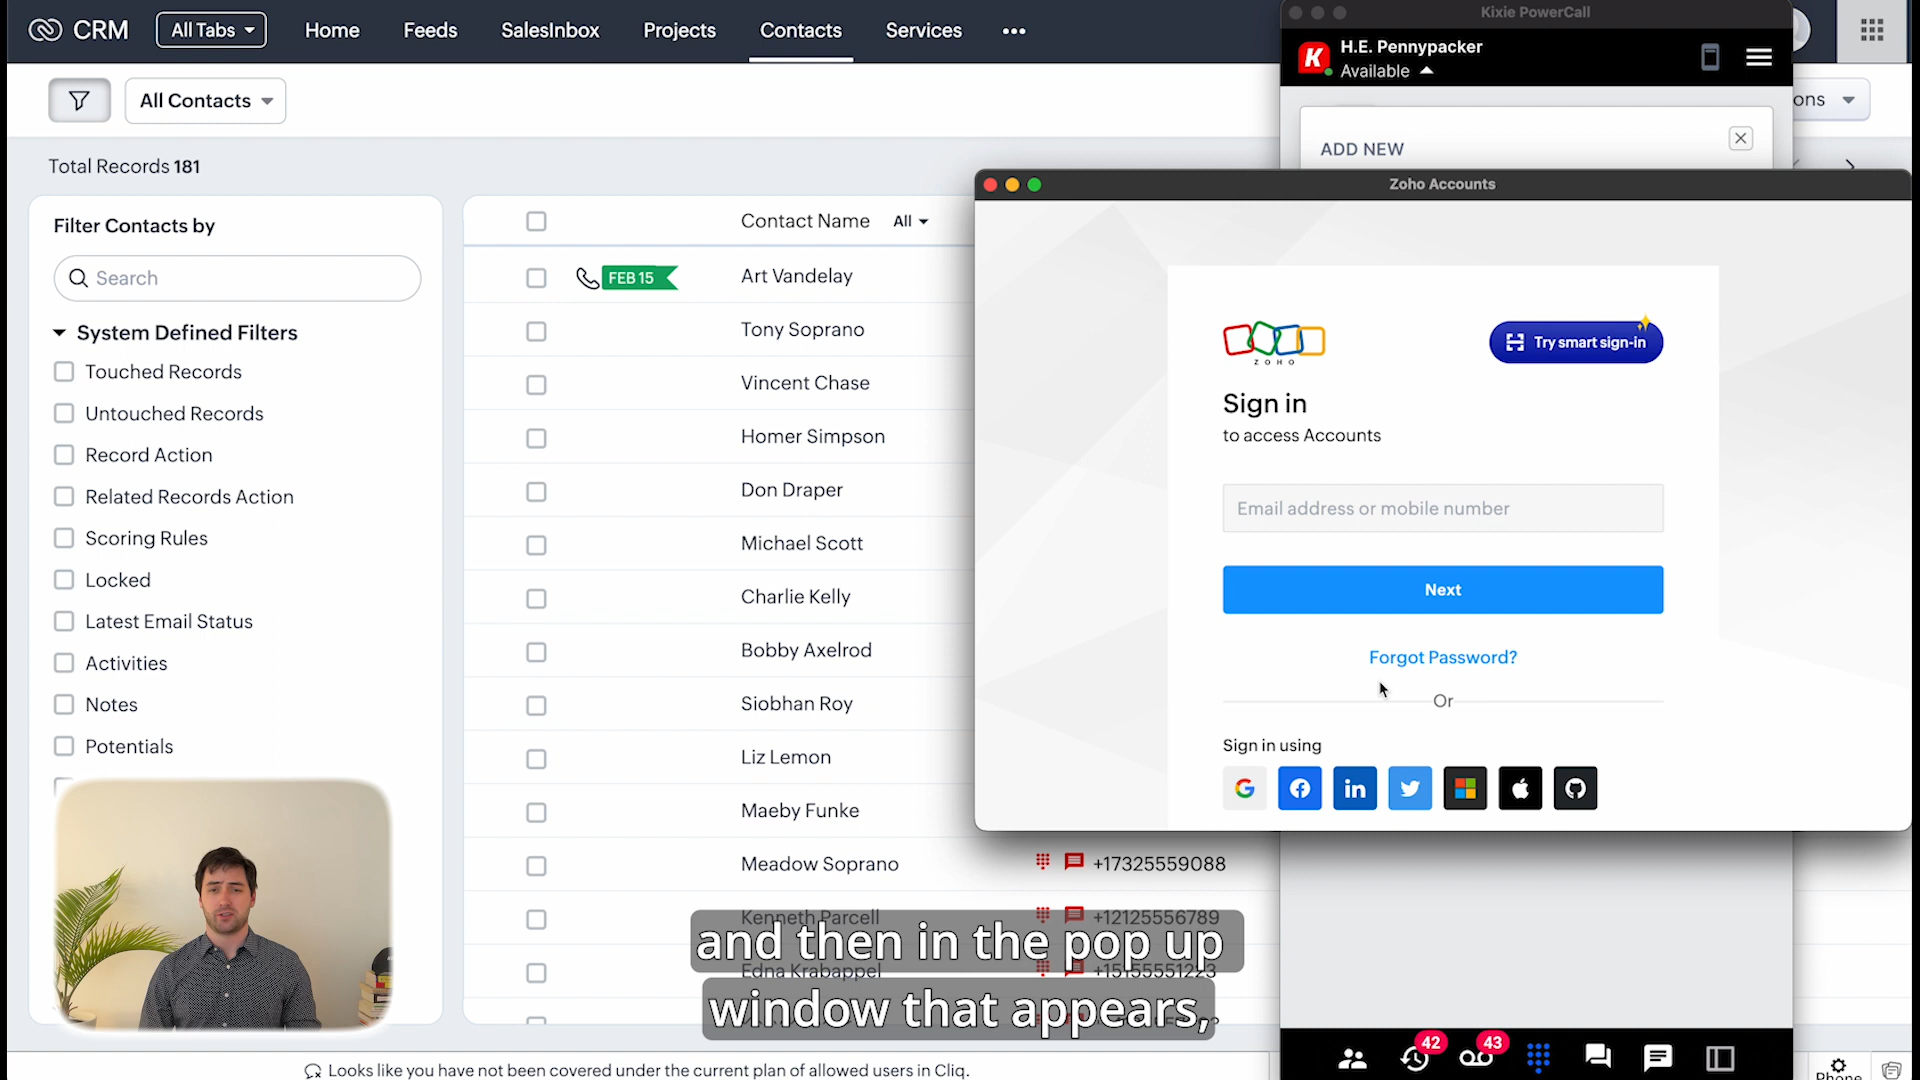 CRM
All Tabs
Home
Feeds
SalesInbox
Projects
Contacts
Services
•••
Kixie PowerCall
K
H.E. Pennypacker
Available
All Contacts
ons
ADD NEW
Total Records 181
Zoho Accounts
Filter Contacts by
Search
System Defined Filters
Touched Records
Untouched Records
Record Action
Related Records Action
Scoring Rules
Locked
Latest Email Status
Activities
Notes
Potentials
Contact Name All
FEB 15 Art Vandelay
Tony Soprano
Vincent Chase
Homer Simpson
Don Draper
Michael Scott
Charlie Kelly
Bobby Axelrod
Siobhan Roy
Liz Lemon
Maeby Funke
Meadow Soprano +17325559088
Kenneth Parcell +12125556789
Edna Krabappel +15155551223
ZOHO
Try smart sign-in
Sign in
to access Accounts
Email address or mobile number
Next
Forgot Password?
Or
Sign in using
and then in the pop up
window that appears,
42
43
Looks like you have not been covered under the current plan of allowed users in Cliq.
Phone